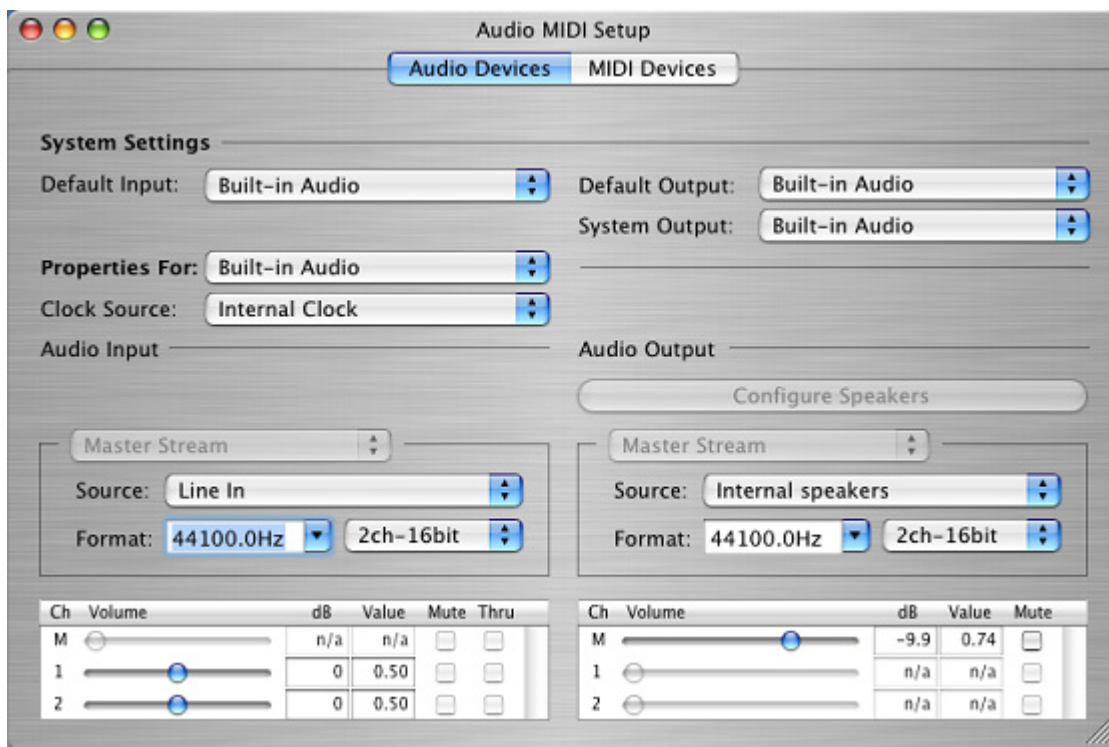 Audio MIDI Setup
Audio Devices MIDI Devices
System Settings
Default Input: Built-in Audio Default Output: Built-in Audio
System Output: Built-in Audio
Properties For: Built-in Audio
Clock Source: Internal Clock
Audio Input Audio Output
Configure Speakers
Master Stream Master Stream
Source: Line In Source: Internal speakers
Format: 44100.0Hz 2ch-16bit Format: 44100.0Hz 2ch-16bit
Ch Volume dB Value Mute Thru Ch Volume dB Value Mute
M n/a n/a M -9.9 0.74
1 0 0.50 1 n/a n/a
2 0 0.50 2 n/a n/a